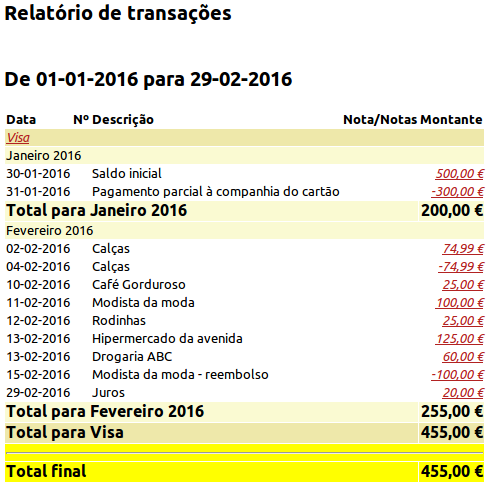 Relatório de transações
De 01-01-2016 para 29-02-2016
Data Nº Descrição Nota/Notas Montante
Visa
Janeiro 2016
30-01-2016 Saldo inicial 500,00 €
31-01-2016 Pagamento parcial à companhia do cartão -300,00 €
Total para Janeiro 2016 200,00 €
Fevereiro 2016
02-02-2016 Calças 74,99 €
04-02-2016 Calças -74,99 €
10-02-2016 Café Gorduroso 25,00 €
11-02-2016 Modista da moda 100,00 €
12-02-2016 Rodinhas 25,00 €
13-02-2016 Hipermercado da avenida 125,00 €
13-02-2016 Drogaria ABC 60,00 €
15-02-2016 Modista da moda - reembolso -100,00 €
29-02-2016 Juros 20,00 €
Total para Fevereiro 2016 255,00 €
Total para Visa 455,00 €
Total final 455,00 €